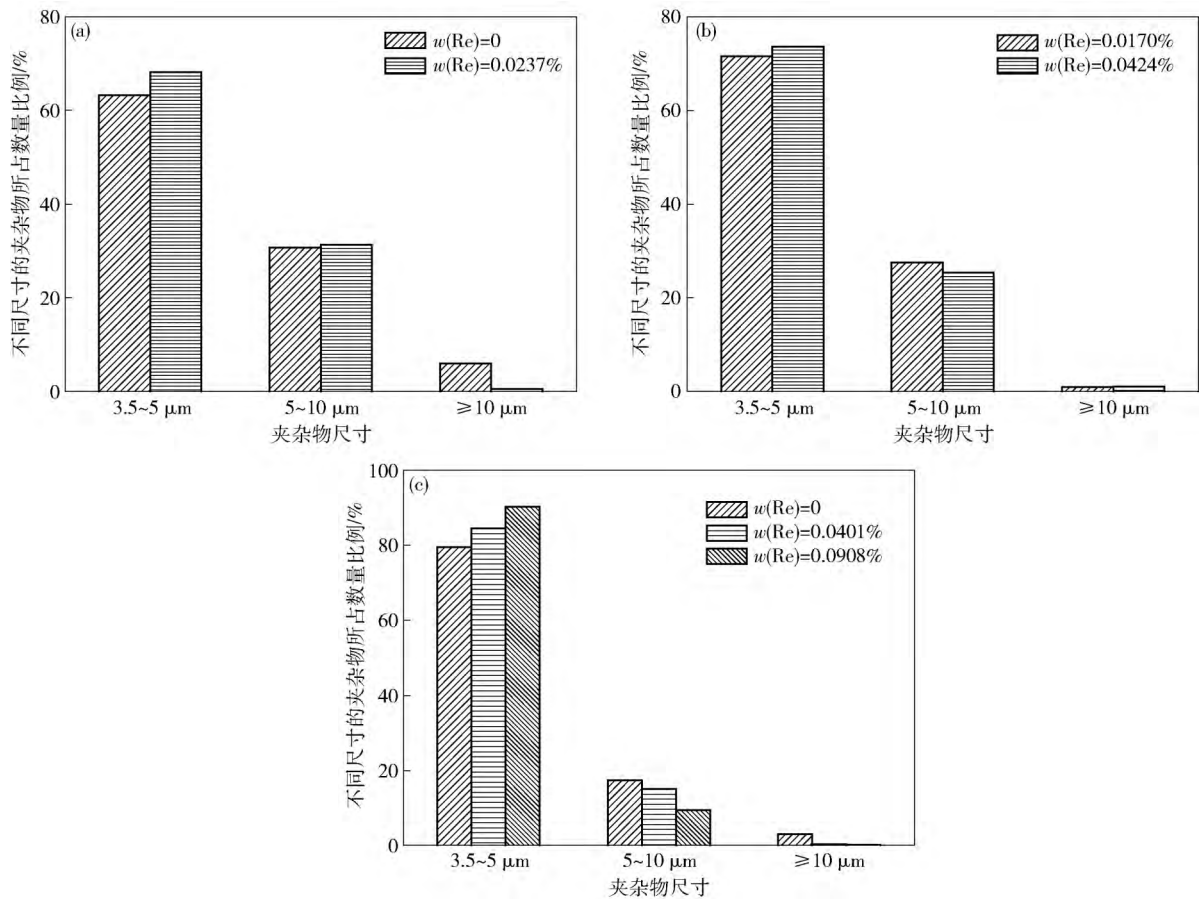 (a)
w(Re)=0
w(Re)=0.0237%
不同尺寸的夹杂物所占数量比例/%
80
60
40
20
0
3.5~5 μm
5~10 μm
≥10 μm
夹杂物尺寸
(b)
w(Re)=0.0170%
w(Re)=0.0424%
不同尺寸的夹杂物所占数量比例/%
80
60
40
20
0
3.5~5 μm
5~10 μm
≥10 μm
夹杂物尺寸
(c)
w(Re)=0
w(Re)=0.0401%
w(Re)=0.0908%
不同尺寸的夹杂物所占数量比例/%
100
80
60
40
20
0
3.5~5 μm
5~10 μm
≥10 μm
夹杂物尺寸